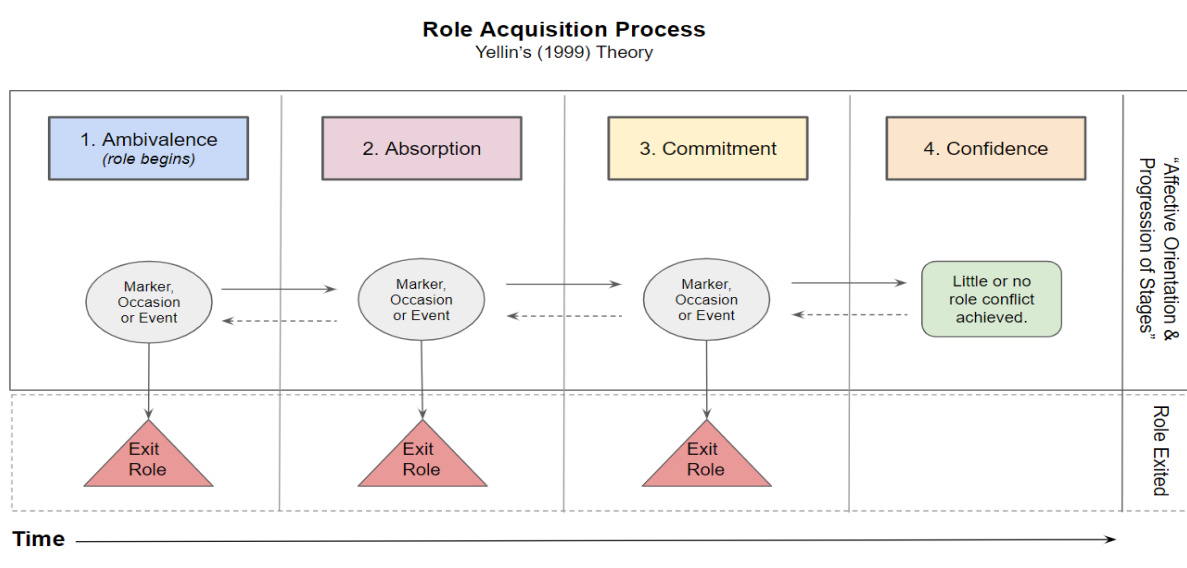 Role Acquisition Process
Yellin’s (1999) Theory
1. Ambivalence
(role begins)
2. Absorption
3. Commitment
4. Confidence
“Affective Orientation &
Progression of Stages”
Marker,
Occasion
or Event
Marker,
Occasion
or Event
Marker,
Occasion
or Event
Little or no
role conflict
achieved.
Exit
Role
Exit
Role
Exit
Role
Role Exited
Time